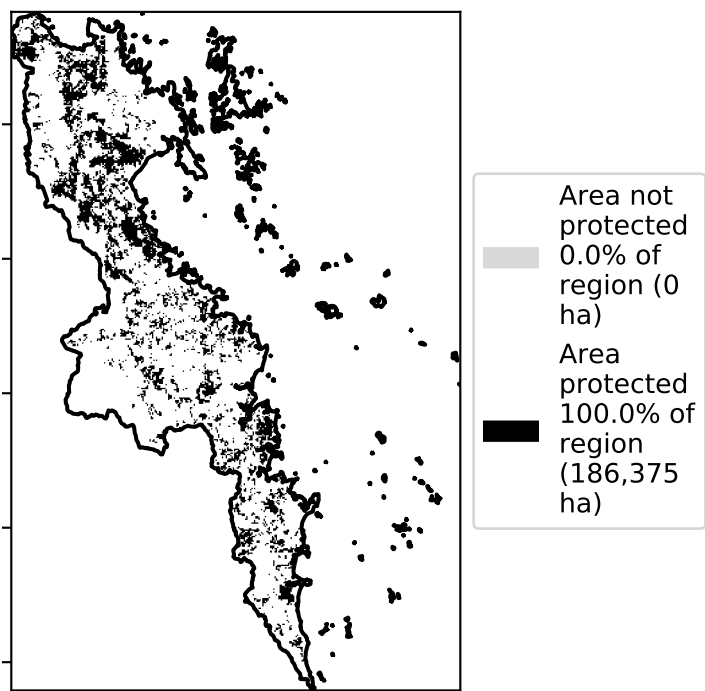 Area not
protected
0.0% of
region (0
ha)
Area
protected
100.0% of
region
(186,375
ha)